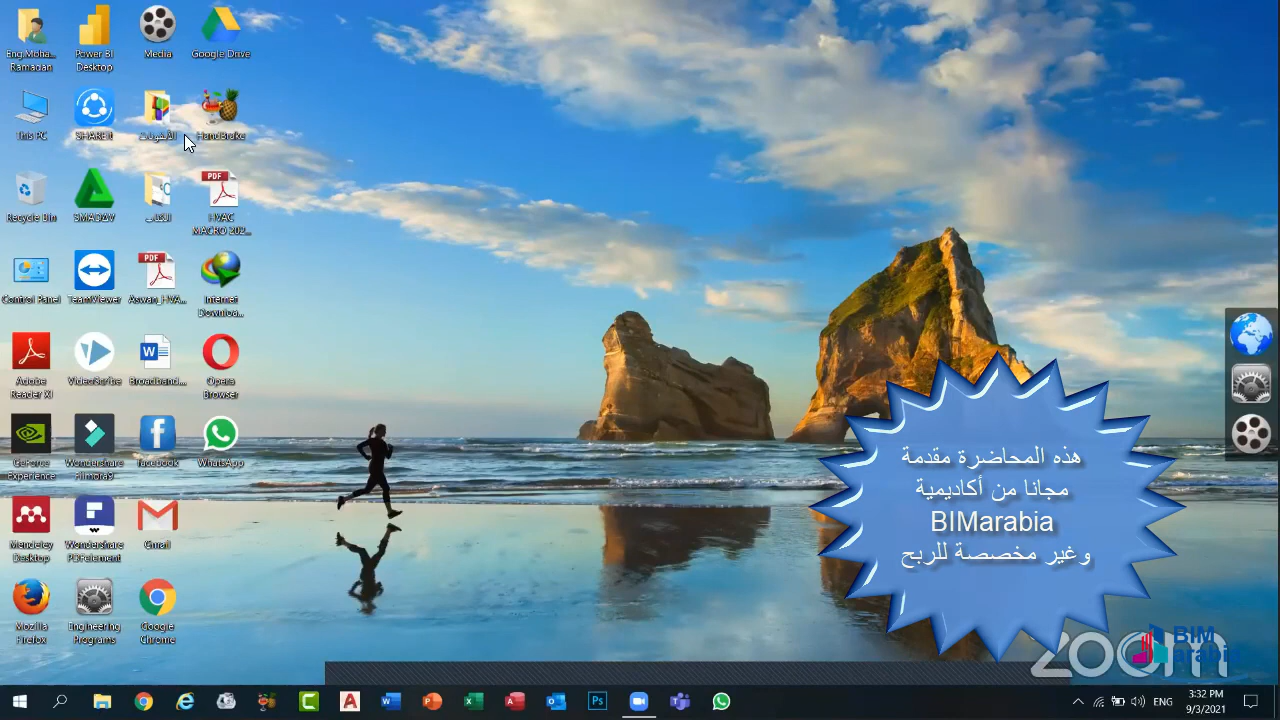 Eng.Moha... Ramadan
Power BI Desktop
Media
Google Drive
This PC
SHAREit
HandBrake
Recycle Bin
SMADAV
الكتاب
HVAC MACRO 202...
Control Panel
TeamViewer
Aswan_HVA...
Internet Downloa...
Adobe Reader XI
VideoScribe
Broadband...
Opera Browser
GeForce Experience
Wondershare Filmora9
facebook
WhatsApp
Mendeley Desktop
Wondershare PDFelement
Gmail
Mozilla Firefox
Engineering Programs
Google Chrome
هذه المحاضرة مقدمة
مجانا من أكاديمية
BIMarabia
وغير مخصصة للربح
zoom
BIM
arabia
ENG
3:32 PM
9/3/2021